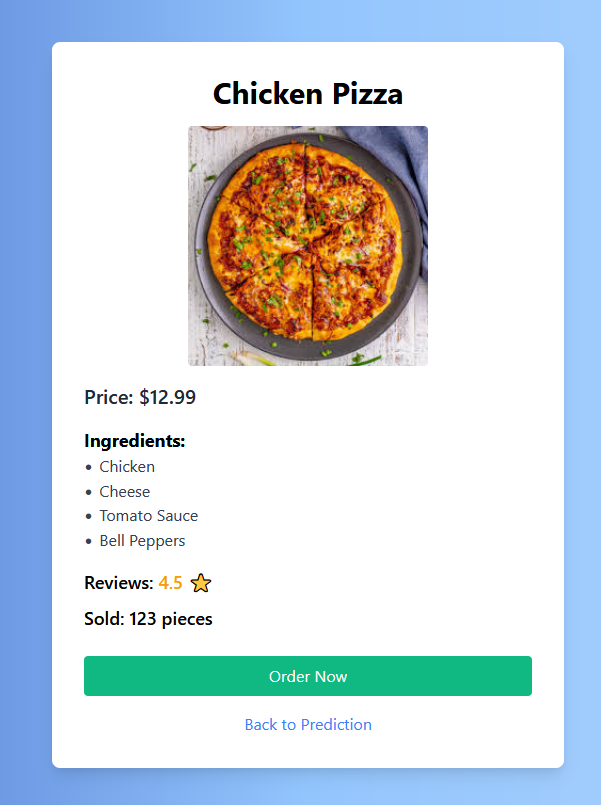 Chicken Pizza
Price: $12.99
Ingredients:
• Chicken
• Cheese
• Tomato Sauce
• Bell Peppers
Reviews: 4.5 ⭐
Sold: 123 pieces
Order Now
Back to Prediction